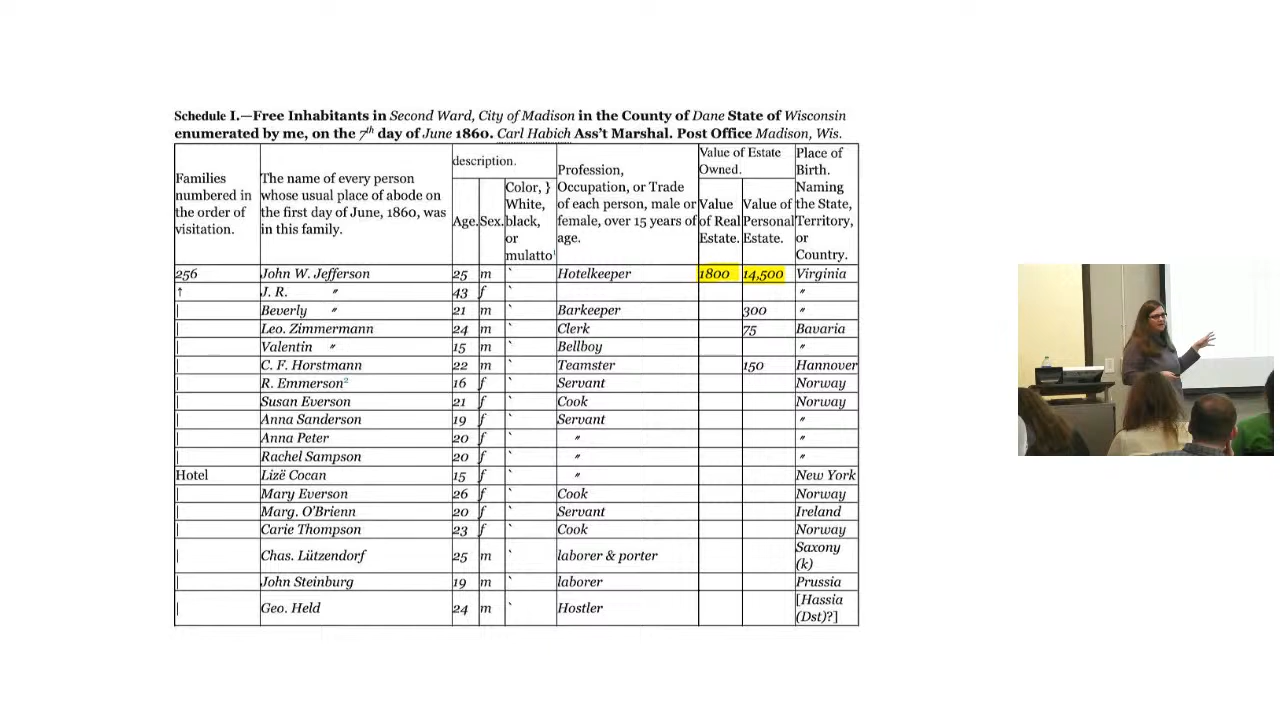 Schedule I.—Free Inhabitants in Second Ward, City of Madison in the County of Dane State of Wisconsin
enumerated by me, on the 7th day of June 1860. Carl Habich Ass't Marshal. Post Office Madison, Wis.
Families
numbered in
the order of
visitation.
The name of every person
whose usual place of abode on
the first day of June, 1860, was
in this family.
description.
Age.
Sex.
Color, }
White,
black,
or
mulatto¹
Profession,
Occupation, or Trade
of each person, male or
female, over 15 years of
age.
Value of Estate
Owned.
Value
of Real
Estate.
Value of
Personal
Estate.
Place of
Birth.
Naming
the State,
Territory,
or
Country.
256 John W. Jefferson 25 m ` Hotelkeeper 1800 14,500 Virginia
↑ J. R. " 43 f ` "
| Beverly " 21 m ` Barkeeper 300 "
| Leo. Zimmermann 24 m ` Clerk 75 Bavaria
| Valentin " 15 m ` Bellboy "
| C. F. Horstmann 22 m ` Teamster 150 Hannover
| R. Emmerson² 16 f ` Servant Norway
| Susan Everson 21 f ` Cook Norway
| Anna Sanderson 19 f ` Servant "
| Anna Peter 20 f ` " "
| Rachel Sampson 20 f ` " "
Hotel Lizë Cocan 15 f ` " New York
| Mary Everson 26 f ` Cook Norway
| Marg. O'Brienn 20 f ` Servant Ireland
| Carie Thompson 23 f ` Cook Norway
| Chas. Lützendorf 25 m ` laborer & porter Saxony
(k)
| John Steinburg 19 m ` laborer Prussia
| Geo. Held 24 m ` Hostler [Hassia
(Dst)?]